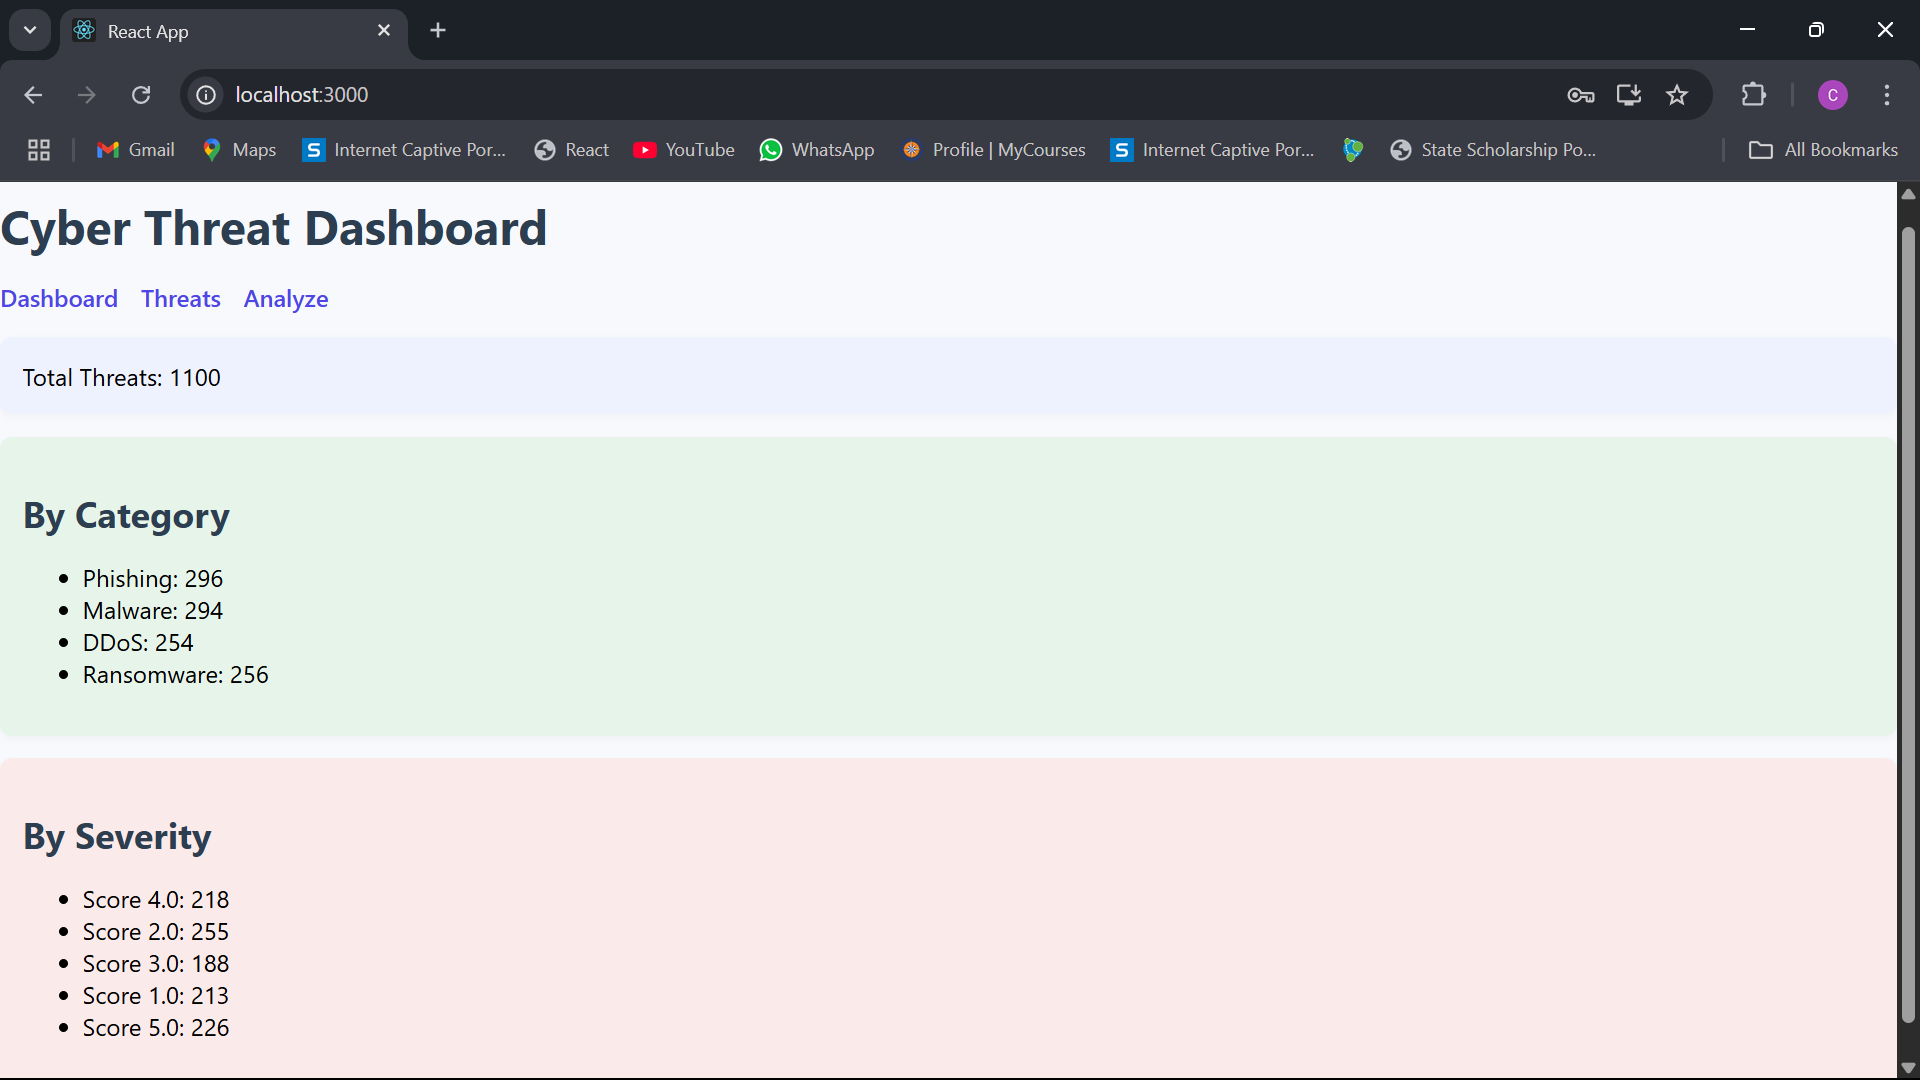 React App
localhost:3000
C
Gmail
Maps
S Internet Captive Por...
React
YouTube
WhatsApp
Profile | MyCourses
S Internet Captive Por...
State Scholarship Po...
All Bookmarks
Cyber Threat Dashboard
Dashboard Threats Analyze
Total Threats: 1100
By Category
Phishing: 296
Malware: 294
DDoS: 254
Ransomware: 256
By Severity
Score 4.0: 218
Score 2.0: 255
Score 3.0: 188
Score 1.0: 213
Score 5.0: 226